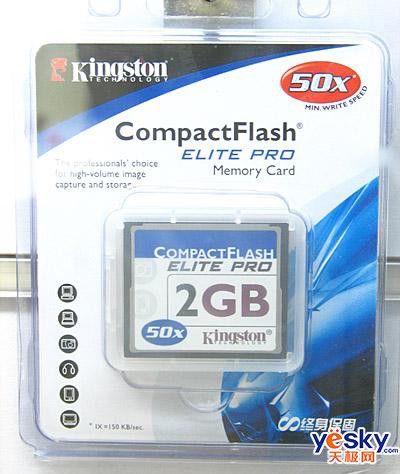 Kingston
TECHNOLOGY
50x*
MIN. WRITE SPEED
CompactFlash®
ELITE PRO
Memory Card
The professionals' choice
for high-volume image
capture and storage
COMPACTFLASH
ELITE PRO
2GB
50x
Kingston
TECHNOLOGY
* 1X =150 KB/sec.
终身保固
yesky.com
天极网